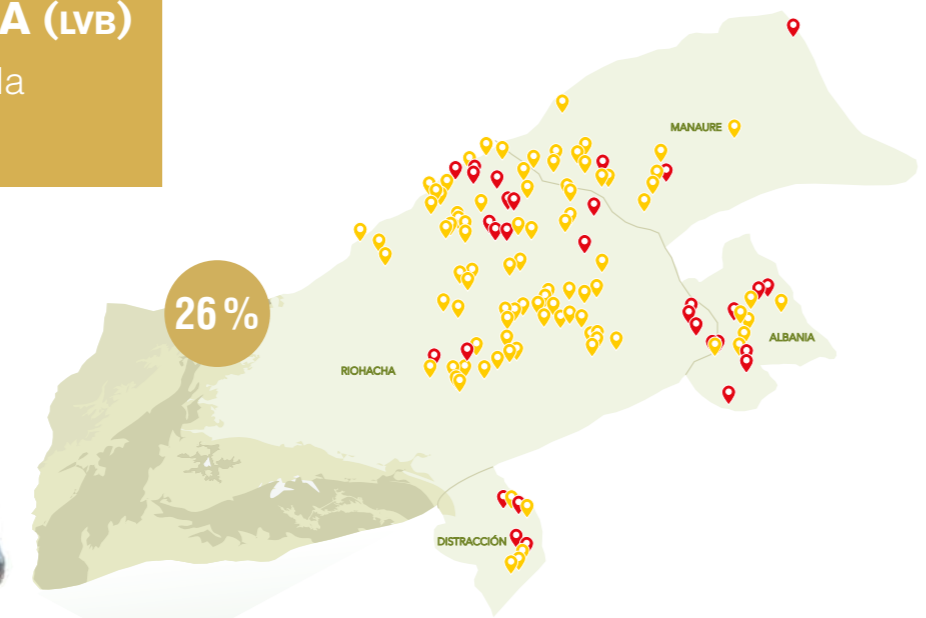 A (LVB)
la
MANAURE
26 %
ALBANIA
RIOHACHA
DISTRACCIÓN